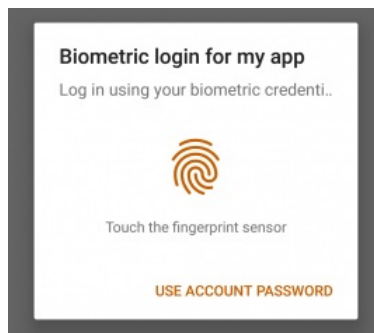 Biometric login for my app
Log in using your biometric credenti..
Touch the fingerprint sensor
USE ACCOUNT PASSWORD